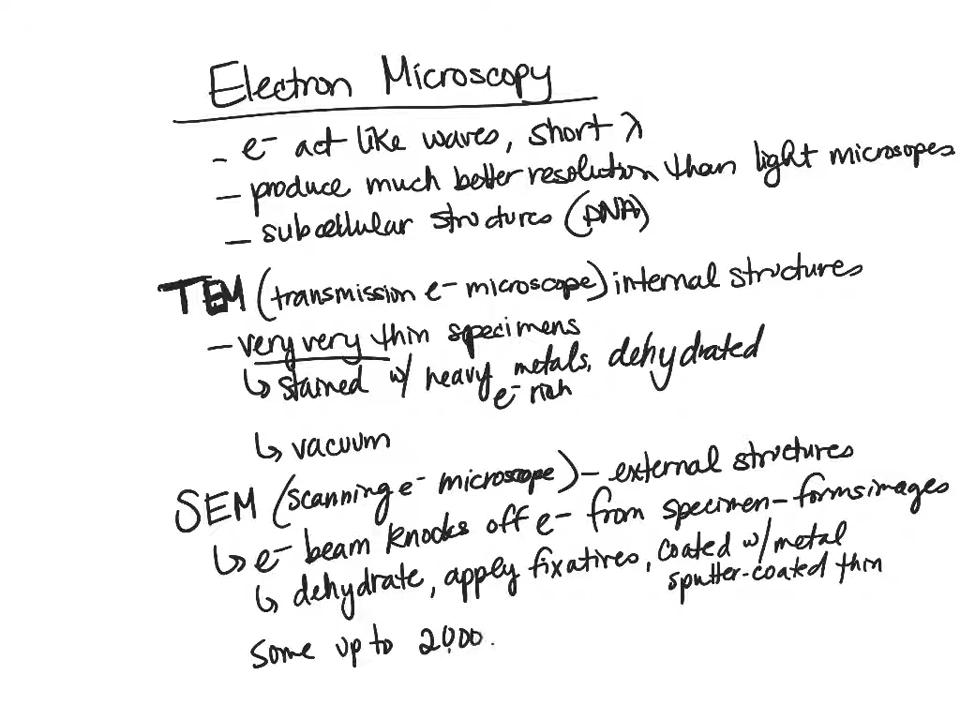 Electron Microscopy
- e- act like waves, short λ
- produce much better resolution than light microsopes
- subcellular structures (DNA)
TEM (transmission e- microscope) internal structures
- very very thin specimens
↳ stained w/ heavy metals, dehydrated
e- rich
↳ vacuum
SEM (scanning e- microscope) - external structures
↳ e- beam knocks off e- from specimen - forms images
↳ dehydrate, apply fixatives, coated w/ metal
sputter-coated thin
some up to 2,000.